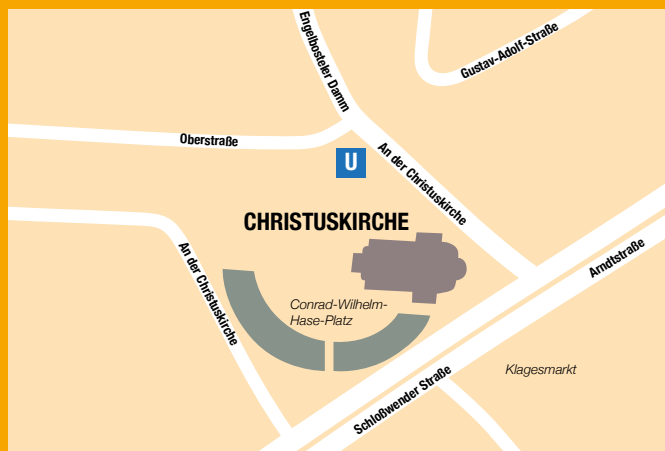 Engelbosteler Damm
Gustav-Adolf-Straße
Oberstraße
U
An der Christuskirche
CHRISTUSKIRCHE
An der Christuskirche
Arndtstraße
Conrad-Wilhelm-
Hase-Platz
Klagesmarkt
Schloßwender Straße